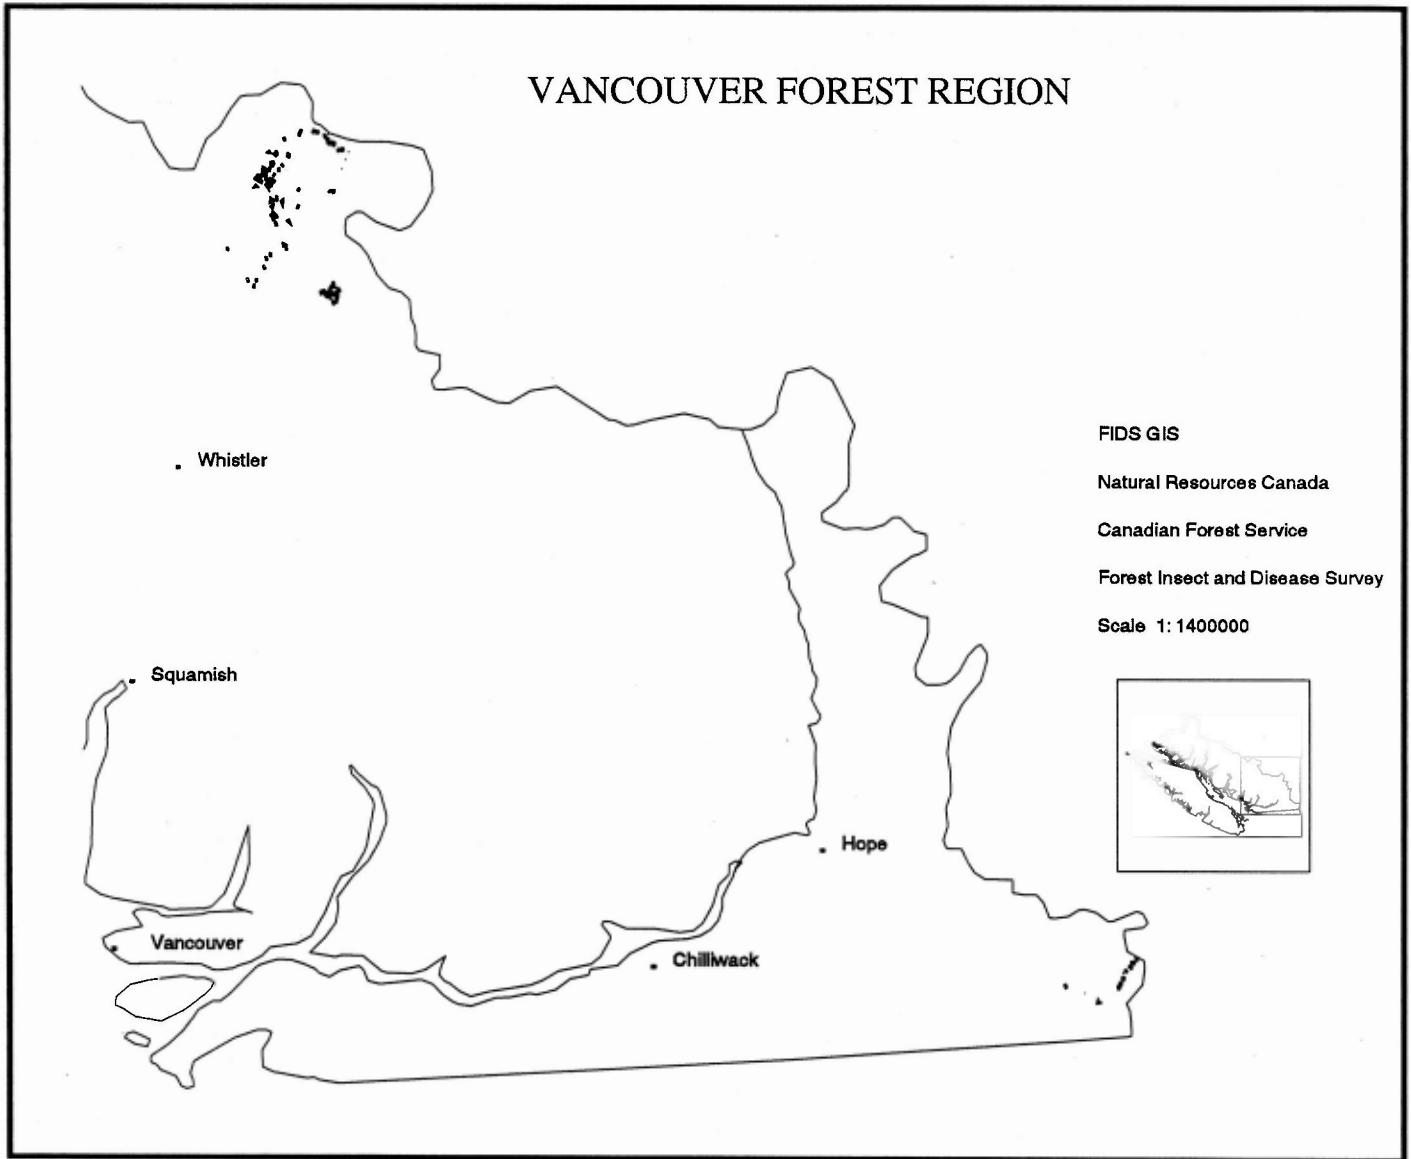 VANCOUVER FOREST REGION
FIDS GIS
Whistler
Natural Resources Canada
Canadian Forest Service
Forest Insect and Disease Survey
Scale 1: 1400000
Squamish
Hope
Vancouver
Chilliwack